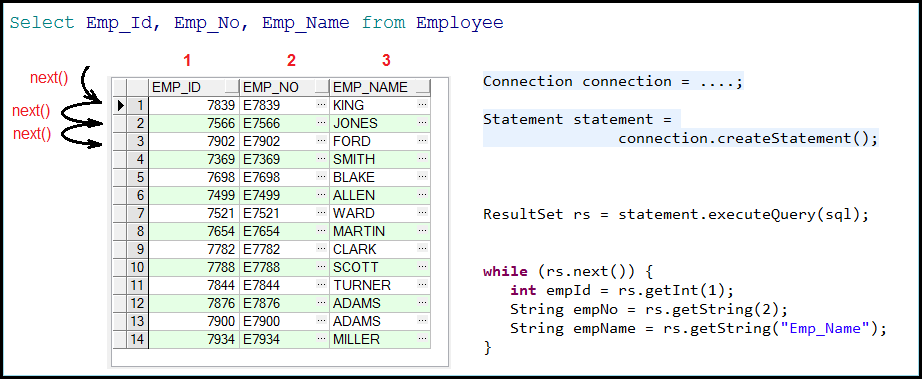 Select Emp_Id, Emp_No, Emp_Name from Employee
1 2 3
next()
next()
next()
EMP_ID EMP_NO EMP_NAME
1 7839 E7839 ... KING ...
2 7566 E7566 ... JONES ...
3 7902 E7902 ... FORD ...
4 7369 E7369 ... SMITH ...
5 7698 E7698 ... BLAKE ...
6 7499 E7499 ... ALLEN ...
7 7521 E7521 ... WARD ...
8 7654 E7654 ... MARTIN ...
9 7782 E7782 ... CLARK ...
10 7788 E7788 ... SCOTT ...
11 7844 E7844 ... TURNER ...
12 7876 E7876 ... ADAMS ...
13 7900 E7900 ... ADAMS ...
14 7934 E7934 ... MILLER ...
Connection connection = ....;
Statement statement =
connection.createStatement();
ResultSet rs = statement.executeQuery(sql);
while (rs.next()) {
int empId = rs.getInt(1);
String empNo = rs.getString(2);
String empName = rs.getString("Emp_Name");
}